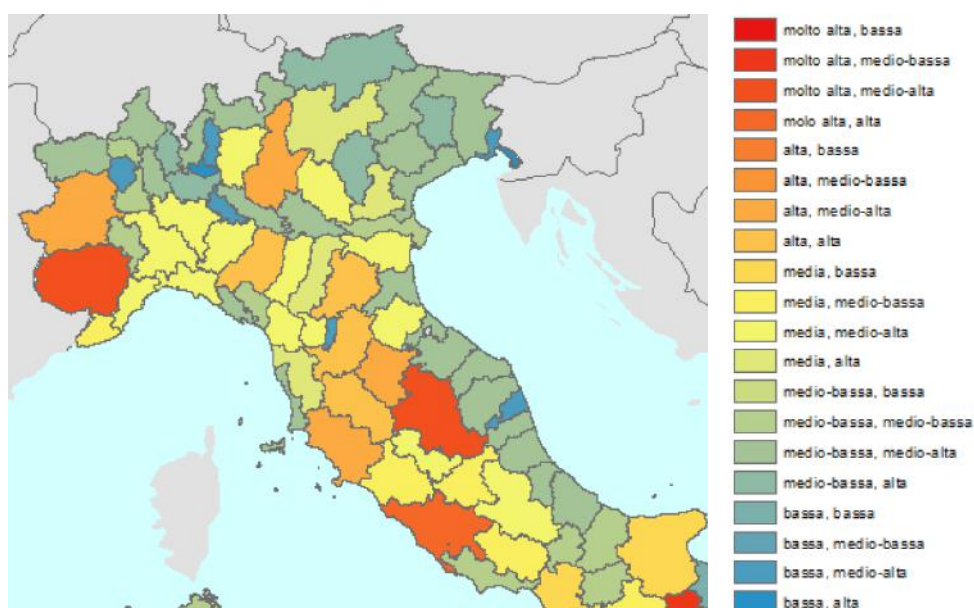 molto alta, bassa
molto alta, medio-bassa
molto alta, medio-alta
molo alta, alta
alta, bassa
alta, medio-bassa
alta, medio-alta
alta, alta
media, bassa
media, medio-bassa
media, medio-alta
media, alta
medio-bassa, bassa
medio-bassa, medio-bassa
medio-bassa, medio-alta
medio-bassa, alta
bassa, bassa
bassa, medio-bassa
bassa, medio-alta
bassa, alta